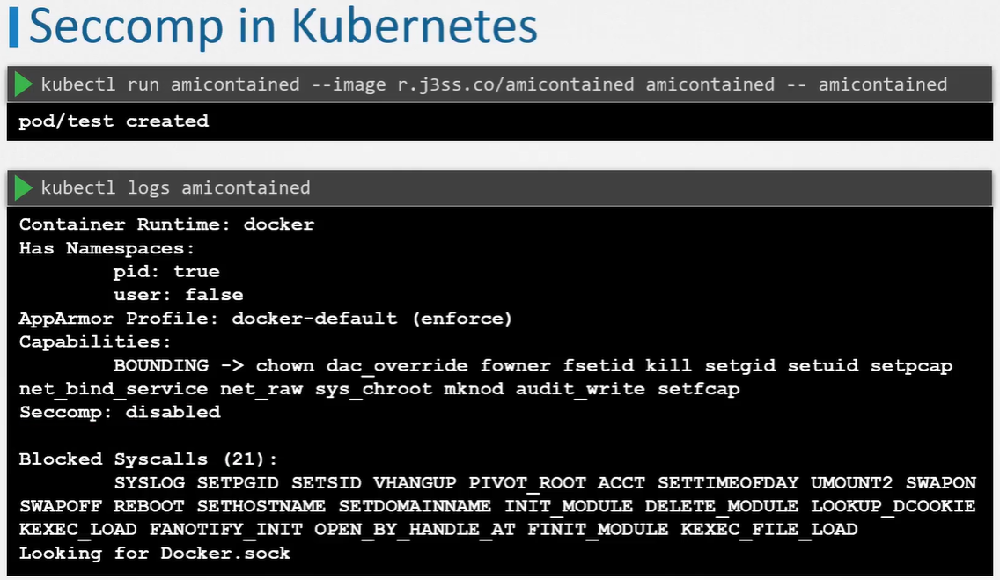 Seccomp in Kubernetes
kubectl run amicontained --image r.j3ss.co/amicontained amicontained -- amicontained
pod/test created
kubectl logs amicontained
Container Runtime: docker
Has Namespaces:
pid: true
user: false
AppArmor Profile: docker-default (enforce)
Capabilities:
BOUNDING -> chown dac_override fowner fsetid kill setgid setuid setpcap
net_bind_service net_raw sys_chroot mknod audit_write setfcap
Seccomp: disabled
Blocked Syscalls (21):
SYSLOG SETPGID SETSID VHANGUP PIVOT_ROOT ACCT SETTIMEOFDAY UMOUNT2 SWAPON
SWAPOFF REBOOT SETHOSTNAME SETDOMAINNAME INIT_MODULE DELETE_MODULE LOOKUP_DCOOKIE
KEXEC_LOAD FANOTIFY_INIT OPEN_BY_HANDLE_AT FINIT_MODULE KEXEC_FILE_LOAD
Looking for Docker.sock